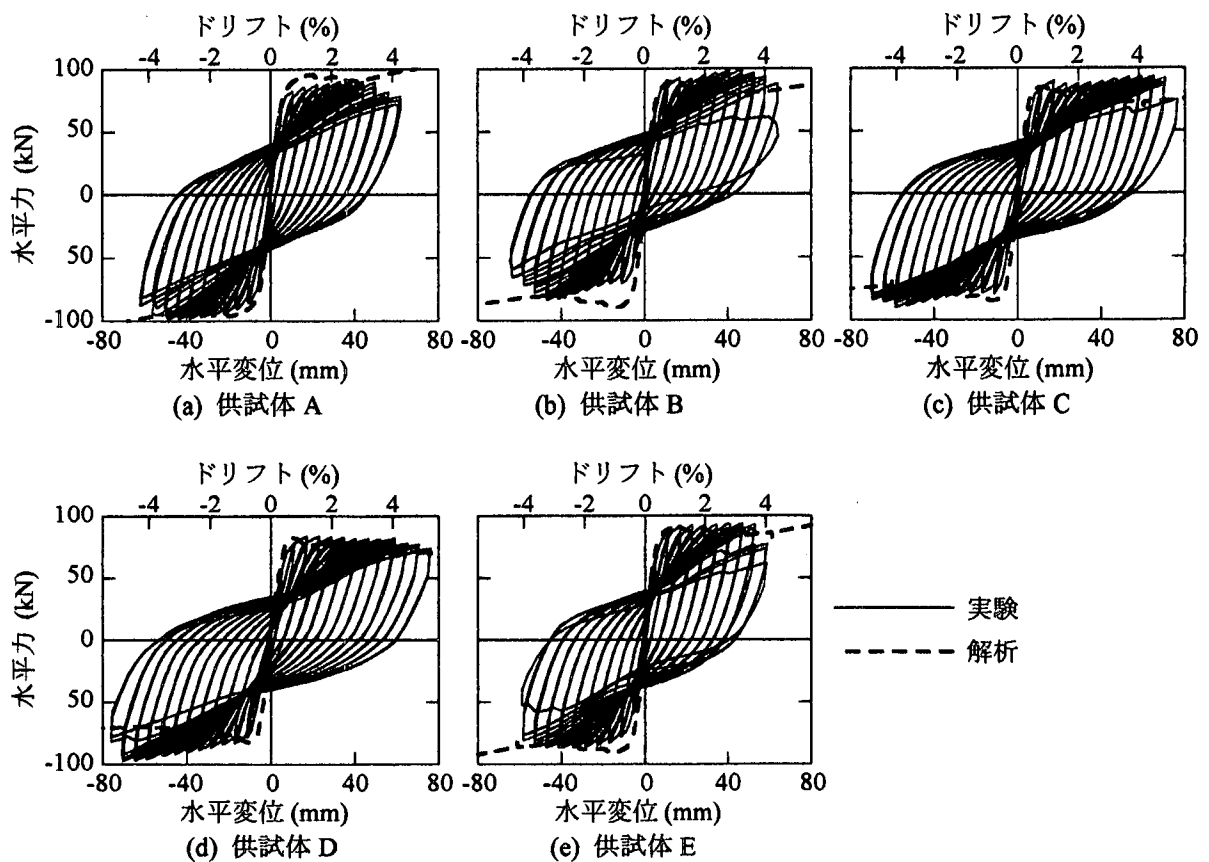 ドリフト (%)
-4 -2 0 2 4
100
50
0
50
-100
水平力 (kN)
-80 -40 0 40 80
水平変位 (mm)
(a) 供試体 A
ドリフト (%)
-4 -2 0 2 4
-80 -40 0 40 80
水平変位 (mm)
(b) 供試体 B
ドリフト (%)
-4 -2 0 2 4
-80 -40 0 40 80
水平変位 (mm)
(c) 供試体 C
ドリフト (%)
-4 -2 0 2 4
100
50
0
50
-100
水平力 (kN)
-80 -40 0 40 80
水平変位 (mm)
(d) 供試体 D
ドリフト (%)
-4 -2 0 2 4
-80 -40 0 40 80
水平変位 (mm)
(e) 供試体 E
実験
解析